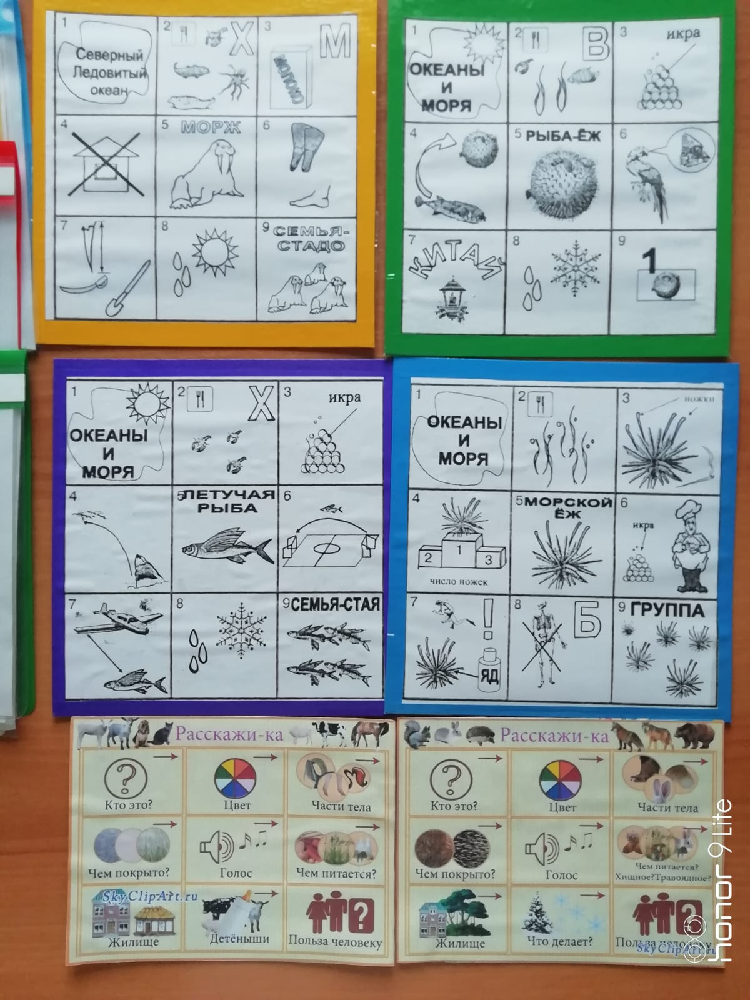 1
Северный
Ледовитый
океан
2
Х
3
М
МОЛОКО
4
5
МОРЖ
6
7
8
9
СЕМЬЯ-
СТАДО
1
ОКЕАНЫ
И
МОРЯ
2
В
3
икра
4
5
РЫБА-ЁЖ
6
7
КИТАЙ
8
9
1
1
ОКЕАНЫ
И
МОРЯ
2
Х
3
икра
4
5
ЛЕТУЧАЯ
РЫБА
6
7
8
9
СЕМЬЯ-СТАЯ
1
ОКЕАНЫ
И
МОРЯ
2
3
ножки
4
2
1
3
число ножек
5
МОРСКОЙ
ЁЖ
6
икра
7
!
ЯД
8
Б
9
ГРУППА
Расскажи-ка
?
Кто это?
Цвет
Части тела
Чем покрыто?
Голос
Чем питается?
SkyClipArt.ru
Жилище
Детёныши
?
Польза человеку
Расскажи-ка
?
Кто это?
Цвет
Части тела
Чем покрыто?
Голос
Чем питается?
Хищное?Травоядное?
Жилище
Что делает?
?
Польза человеку
SkyClipArt.ru
honor 9 Lite